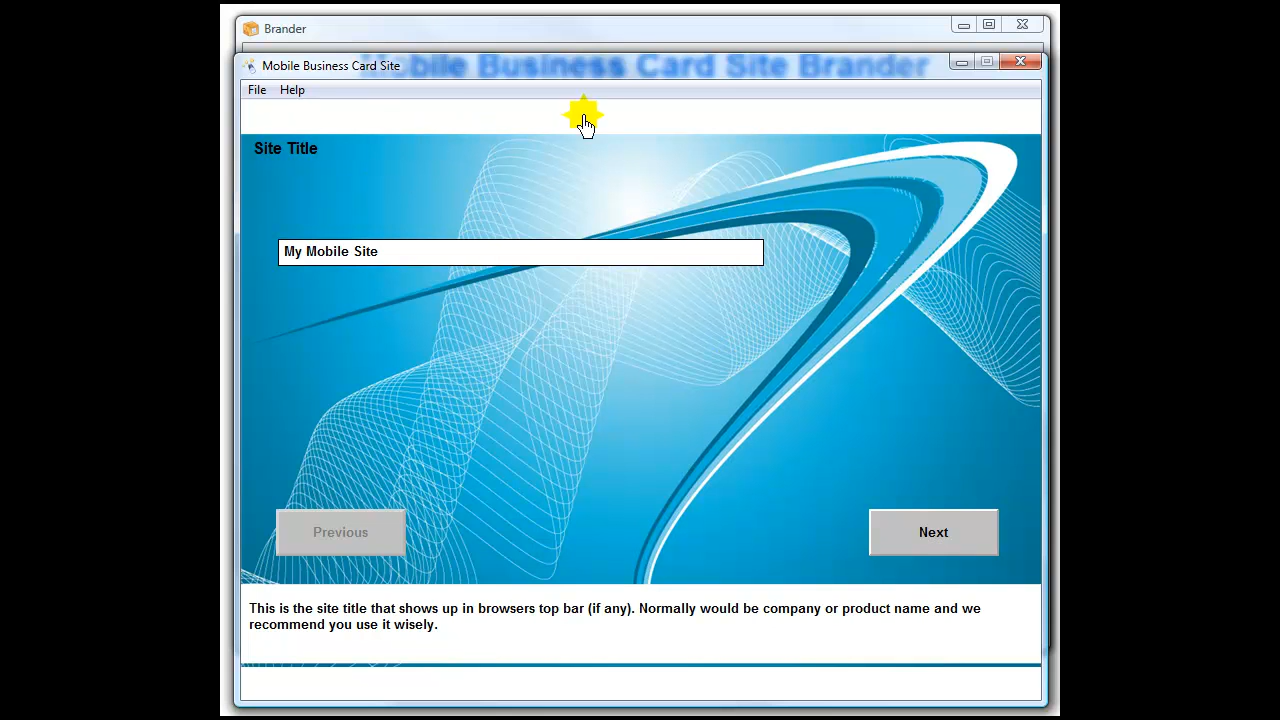 Brander
Mobile Business Card Site Brander
Mobile Business Card Site
File Help
Site Title
My Mobile Site
Previous
Next
This is the site title that shows up in browsers top bar (if any). Normally would be company or product name and we
recommend you use it wisely.